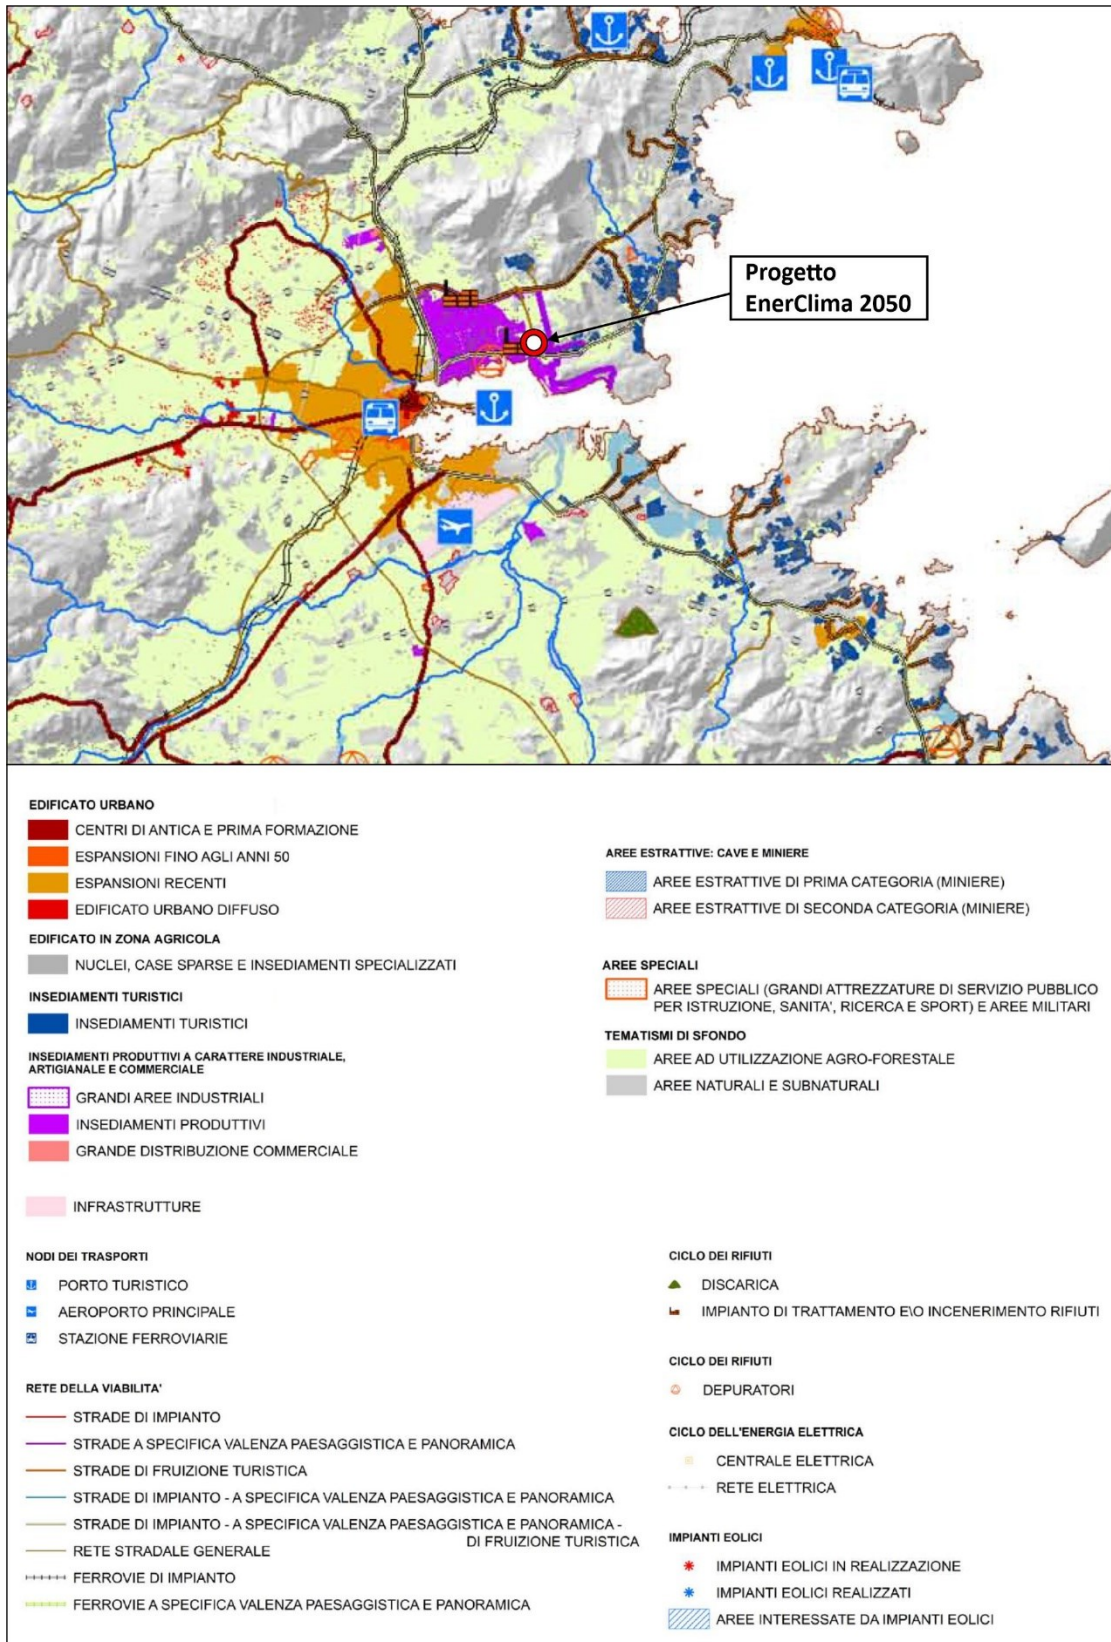 Progetto
EnerClima 2050
EDIFICATO URBANO
CENTRI DI ANTICA E PRIMA FORMAZIONE
ESPANSIONI FINO AGLI ANNI 50
ESPANSIONI RECENTI
EDIFICATO URBANO DIFFUSO
EDIFICATO IN ZONA AGRICOLA
NUCLEI, CASE SPARSE E INSEDIAMENTI SPECIALIZZATI
INSEDIAMENTI TURISTICI
INSEDIAMENTI TURISTICI
INSEDIAMENTI PRODUTTIVI A CARATTERE INDUSTRIALE,
ARTIGIANALE E COMMERCIALE
GRANDI AREE INDUSTRIALI
INSEDIAMENTI PRODUTTIVI
GRANDE DISTRIBUZIONE COMMERCIALE
INFRASTRUTTURE
NODI DEI TRASPORTI
PORTO TURISTICO
AEROPORTO PRINCIPALE
STAZIONE FERROVIARIE
RETE DELLA VIABILITA'
STRADE DI IMPIANTO
STRADE A SPECIFICA VALENZA PAESAGGISTICA E PANORAMICA
STRADE DI FRUIZIONE TURISTICA
STRADE DI IMPIANTO - A SPECIFICA VALENZA PAESAGGISTICA E PANORAMICA
STRADE DI IMPIANTO - A SPECIFICA VALENZA PAESAGGISTICA E PANORAMICA -
DI FRUIZIONE TURISTICA
RETE STRADALE GENERALE
FERROVIE DI IMPIANTO
FERROVIE A SPECIFICA VALENZA PAESAGGISTICA E PANORAMICA
AREE ESTRATTIVE: CAVE E MINIERE
AREE ESTRATTIVE DI PRIMA CATEGORIA (MINIERE)
AREE ESTRATTIVE DI SECONDA CATEGORIA (MINIERE)
AREE SPECIALI
AREE SPECIALI (GRANDI ATTREZZATURE DI SERVIZIO PUBBLICO
PER ISTRUZIONE, SANITA', RICERCA E SPORT) E AREE MILITARI
TEMATISMI DI SFONDO
AREE AD UTILIZZAZIONE AGRO-FORESTALE
AREE NATURALI E SUBNATURALI
CICLO DEI RIFIUTI
DISCARICA
IMPIANTO DI TRATTAMENTO E\O INCENERIMENTO RIFIUTI
CICLO DEI RIFIUTI
DEPURATORI
CICLO DELL'ENERGIA ELETTRICA
CENTRALE ELETTRICA
RETE ELETTRICA
IMPIANTI EOLICI
IMPIANTI EOLICI IN REALIZZAZIONE
IMPIANTI EOLICI REALIZZATI
AREE INTERESSATE DA IMPIANTI EOLICI